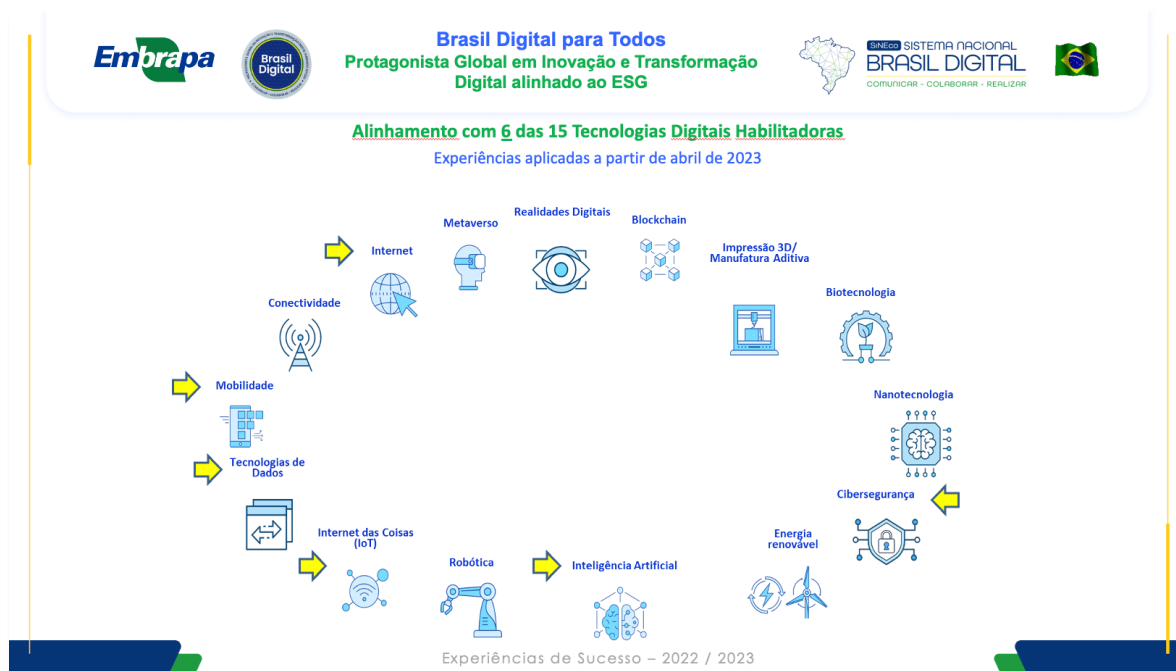 Embrapa
Brasil
Digital
Brasil Digital para Todos
Protagonista Global em Inovação e Transformação
Digital alinhado ao ESG
SiNECo SISTEMA NACIONAL
BRASIL DIGITAL
COMUNICAR - COLABORAR - REALIZAR
Alinhamento com 6 das 15 Tecnologias Digitais Habilitadoras
Experiências aplicadas a partir de abril de 2023
Realidades Digitais
Metaverso
Blockchain
Internet
Impressão 3D/
Manufatura Aditiva
Conectividade
Biotecnologia
Mobilidade
Nanotecnologia
Tecnologias de
Dados
Cibersegurança
Internet das Coisas
(IoT)
Energia
renovável
Robótica
Inteligência Artificial
Experiências de Sucesso – 2022 / 2023